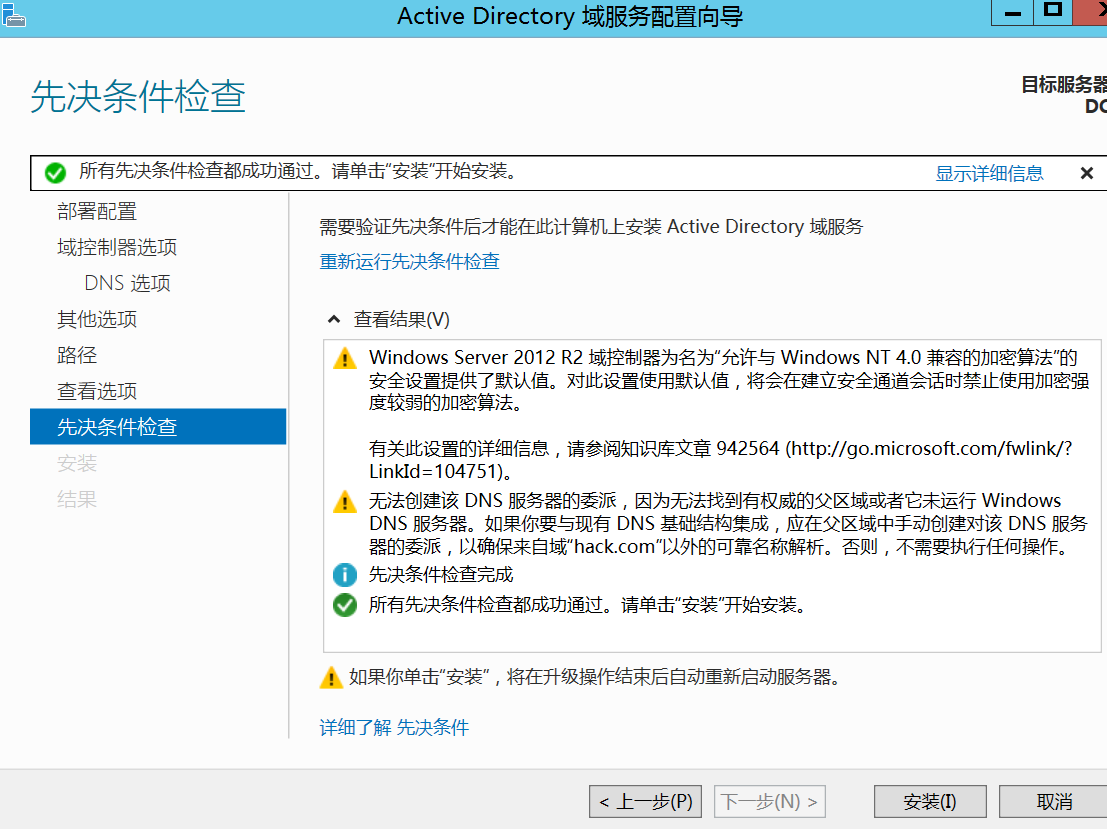 Active Directory 域服务配置向导
先决条件检查
目标服务器
DC
所有先决条件检查都成功通过。请单击“安装”开始安装。
显示详细信息
部署配置
域控制器选项
DNS 选项
其他选项
路径
查看选项
先决条件检查
安装
结果
需要验证先决条件后才能在此计算机上安装 Active Directory 域服务
重新运行先决条件检查
查看结果(V)
Windows Server 2012 R2 域控制器为名为“允许与 Windows NT 4.0 兼容的加密算法”的
安全设置提供了默认值。对此设置使用默认值，将会在建立安全通道会话时禁止使用加密强
度较弱的加密算法。
有关此设置的详细信息，请参阅知识库文章 942564 (http://go.microsoft.com/fwlink/?
LinkId=104751)。
无法创建该 DNS 服务器的委派，因为无法找到有权威的父区域或者它未运行 Windows
DNS 服务器。如果你要与现有 DNS 基础结构集成，应在父区域中手动创建对该 DNS 服务
器的委派，以确保来自域“hack.com”以外的可靠名称解析。否则，不需要执行任何操作。
先决条件检查完成
所有先决条件检查都成功通过。请单击“安装”开始安装。
如果你单击“安装”，将在升级操作结束后自动重新启动服务器。
详细了解 先决条件
< 上一步(P)
下一步(N) >
安装(I)
取消